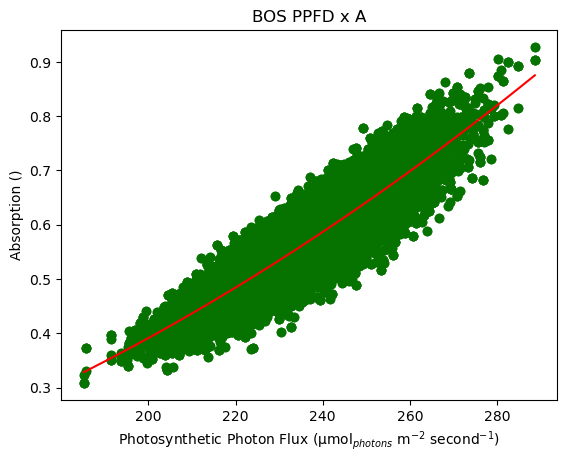 BOS PPFD x A
Absorption ()
0.9
0.8
0.7
0.6
0.5
0.4
0.3
200 220 240 260 280
Photosynthetic Photon Flux (μmol_photons m⁻² second⁻¹)